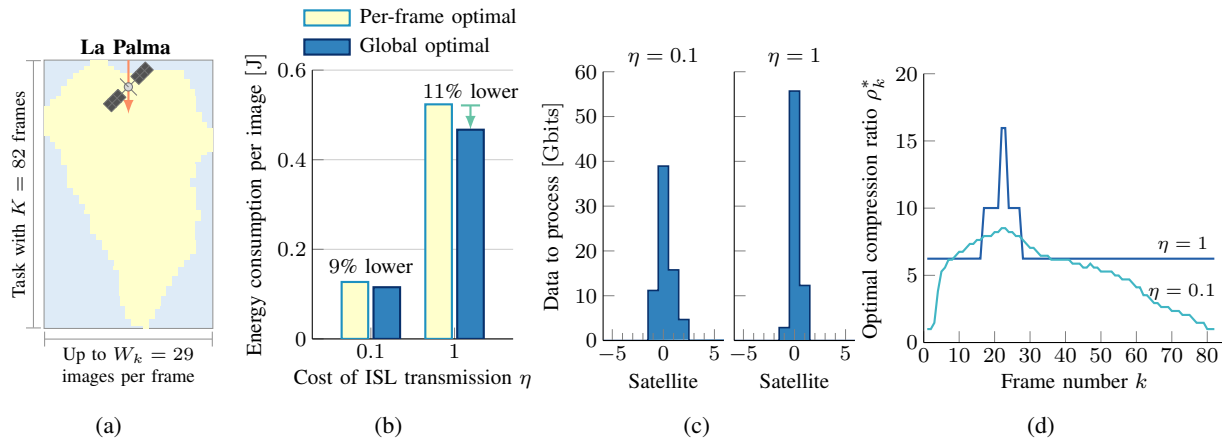 La Palma
Task with K = 82 frames
Up to W_k = 29
images per frame
(a)
Per-frame optimal
Global optimal
Energy consumption per image [J]
0.6
0.4
0.2
0
11% lower
9% lower
0.1 1
Cost of ISL transmission η
(b)
η = 0.1 η = 1
Data to process [Gbits]
60
50
40
30
20
10
0
−5 0 5 −5 0 5
Satellite Satellite
(c)
Optimal compression ratio ρ*_k
20
15
10
5
0
η = 1
η = 0.1
0 10 20 30 40 50 60 70 80
Frame number k
(d)